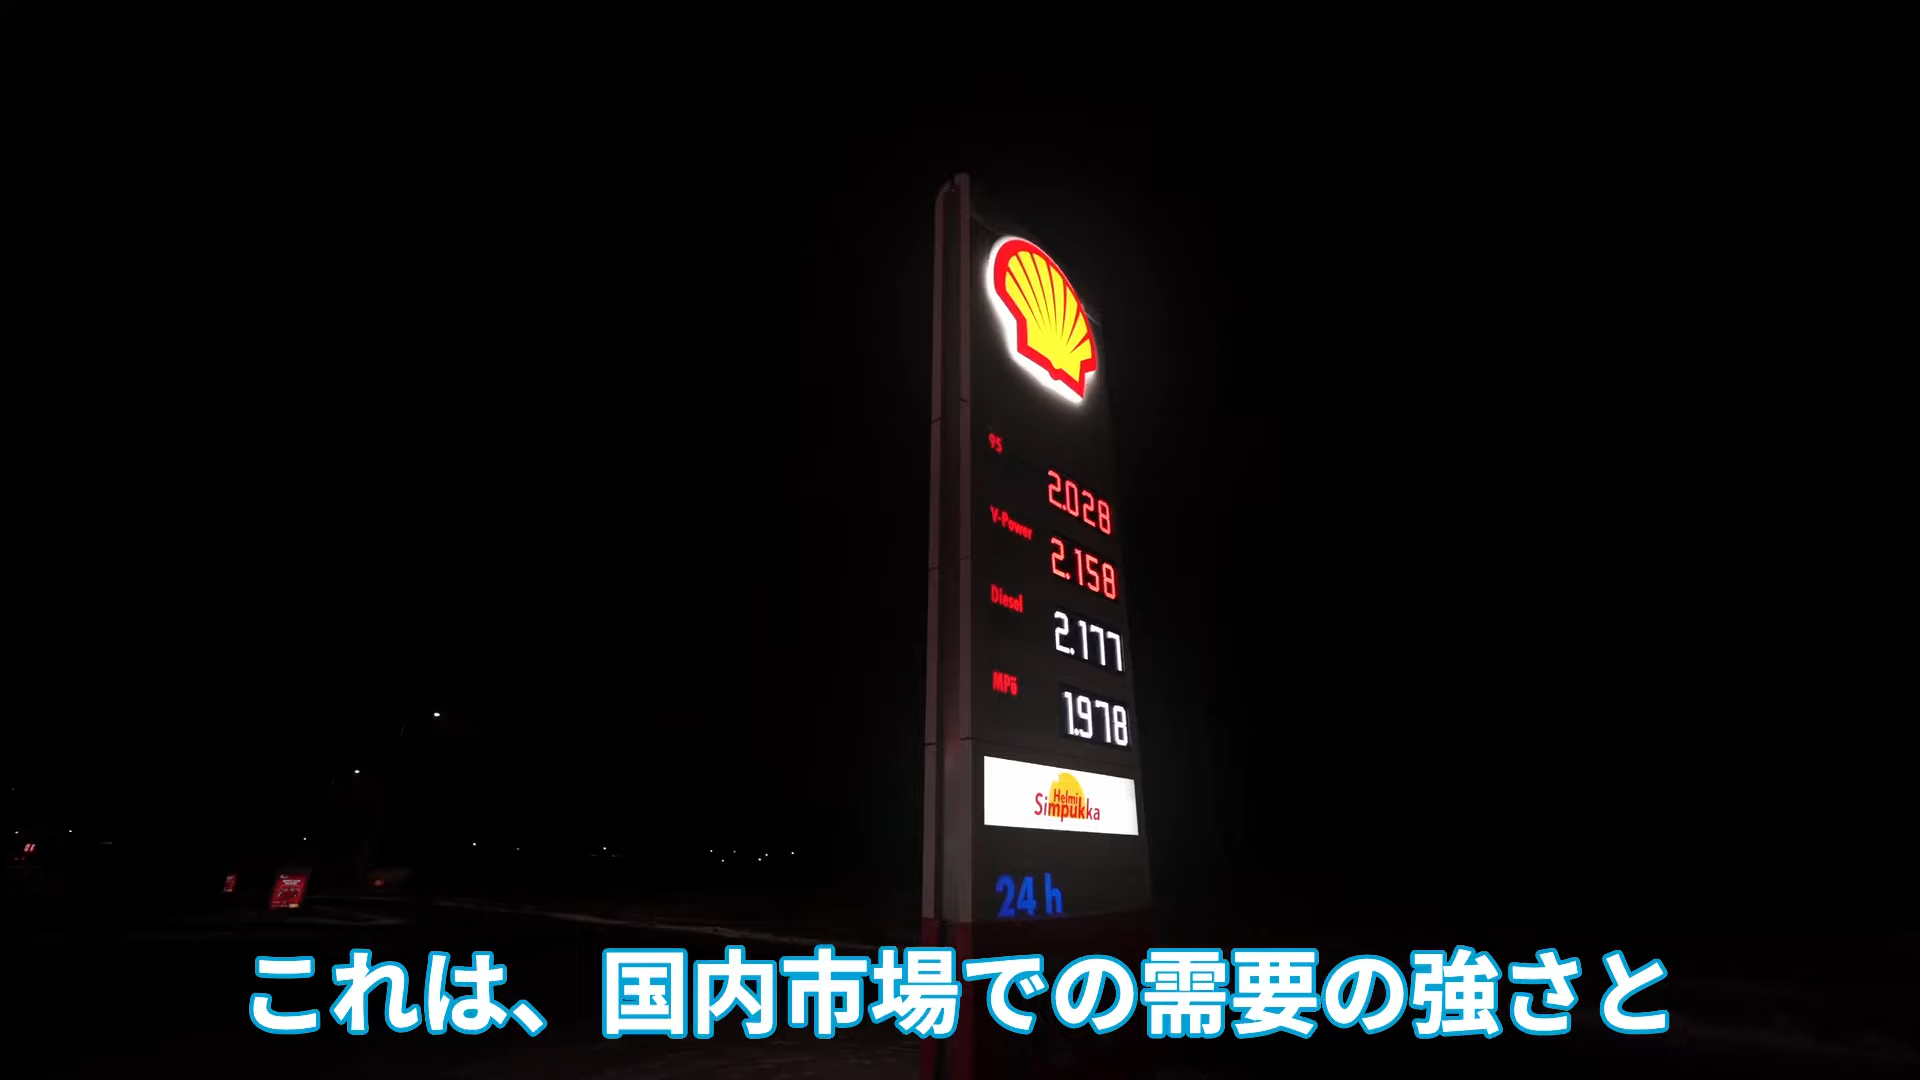 95
2.028
V-Power
2.158
Diesel
2.177
MPö
1.978
Helmi
Simpukka
24 h
これは、国内市場での需要の強さと